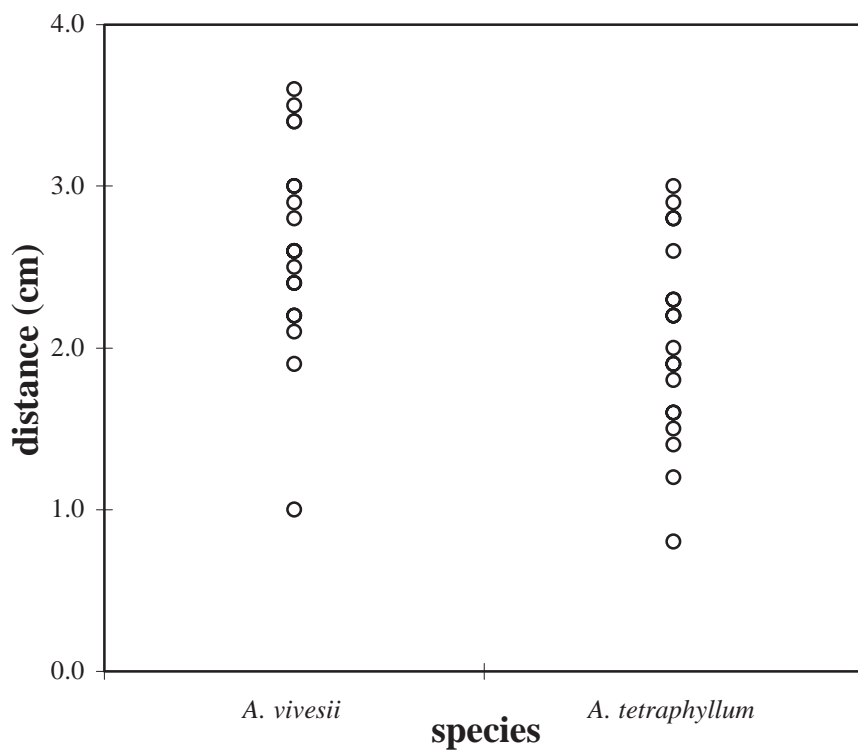 4.0
3.0
2.0
1.0
0.0
distance (cm)
A. vivesii
A. tetraphyllum
species